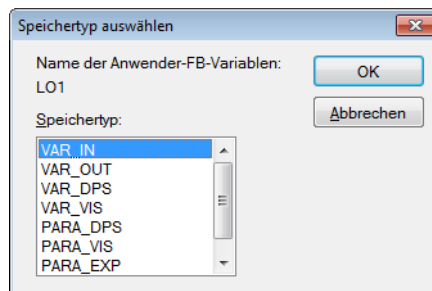 Speichertyp auswählen
Name der Anwender-FB-Variablen:
LO1
OK
Abbrechen
Speichertyp:
VAR_IN
VAR_OUT
VAR_DPS
VAR_VIS
PARA_DPS
PARA_VIS
PARA_EXP